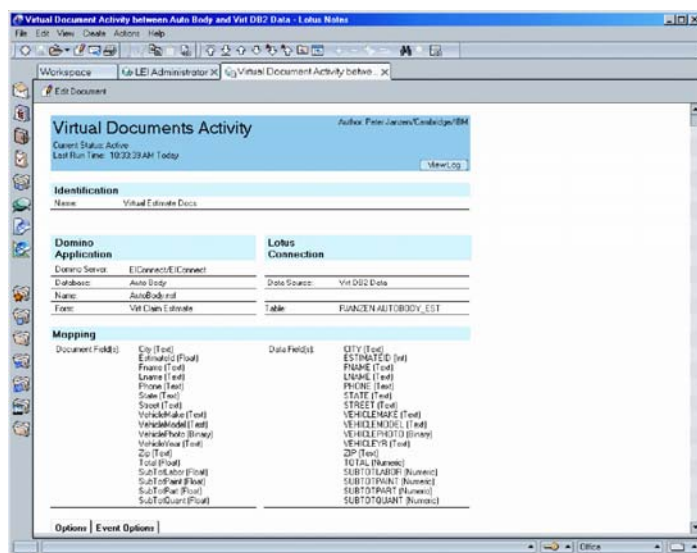 Virtual Document Activity between Auto Body and Virt DB2 Data - Lotus Notes
File Edit View Create Actions Help
Workspace LEI Administrator X Virtual Document Activity betwe... X
Edit Document
Virtual Documents Activity
Author: Peter Janzen/Cambridge/IBM
Current Status: Active
Last Run Time: 10:33:39 AM Today
View Log
Identification
Name: Virtual Estimate Docs
Domino Application
Lotus Connection
Domino Server: EIConnect/EIConnect
Database: Auto Body Data Source: Virt DB2 Data
Name: AutoBody.nsf
Form: Virt Claim Estimate Table: PJANZEN.AUTOBODY_EST
Mapping
Document Field(s): City (Text) Data Field(s): CITY (Text)
EstimateId (Float) ESTIMATEID (Int)
Fname (Text) FNAME (Text)
Lname (Text) LNAME (Text)
Phone (Text) PHONE (Text)
State (Text) STATE (Text)
Street (Text) STREET (Text)
VehicleMake (Text) VEHICLEMAKE (Text)
VehicleModel (Text) VEHICLEMODEL (Text)
VehiclePhoto (Binary) VEHICLEPHOTO (Binary)
VehicleYear (Text) VEHICLEYR (Text)
Zip (Text) ZIP (Text)
Total (Float) TOTAL (Numeric)
SubTotLabor (Float) SUBTOTLABOR (Numeric)
SubTotPaint (Float) SUBTOTPAINT (Numeric)
SubTotPart (Float) SUBTOTPART (Numeric)
SubTotQuant (Float) SUBTOTQUANT (Numeric)
Options Event Options
Office